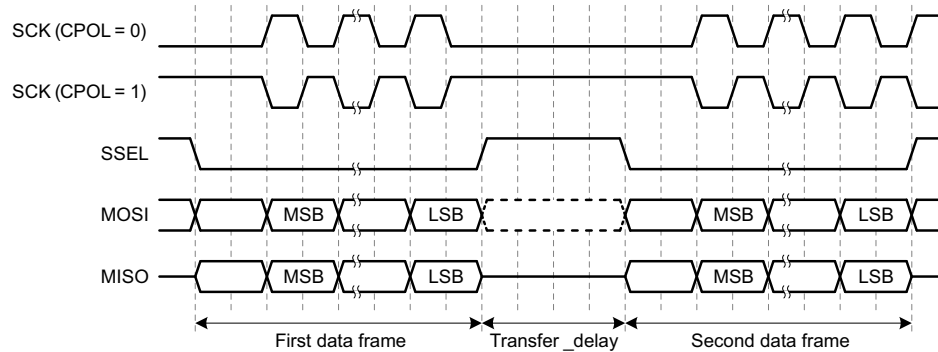 SCK (CPOL = 0)
SCK (CPOL = 1)
SSEL
MOSI MSB LSB MSB LSB
MISO MSB LSB MSB LSB
First data frame Transfer _delay Second data frame